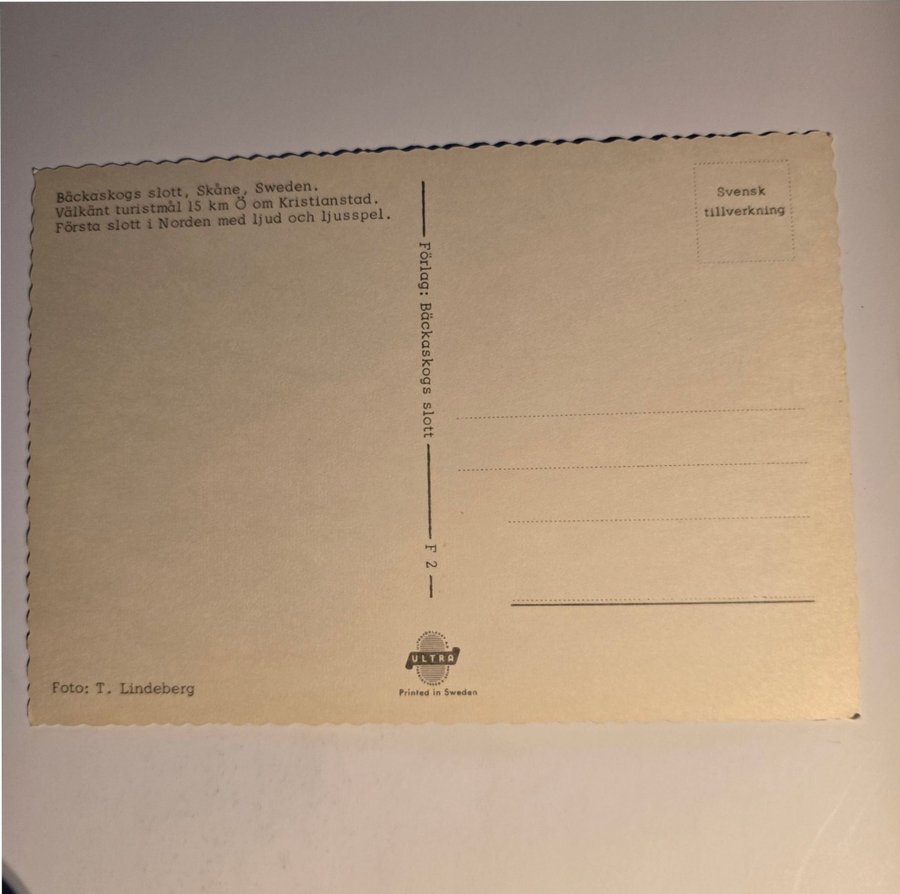 Bäckaskogs slott, Skåne, Sweden.
Välkänt turistmål 15 km Ö om Kristianstad.
Första slott i Norden med ljud och ljusspel.
Svensk
tillverkning
Förlag: Bäckaskogs slott
F 2
ULTRA
Printed in Sweden
Foto: T. Lindeberg